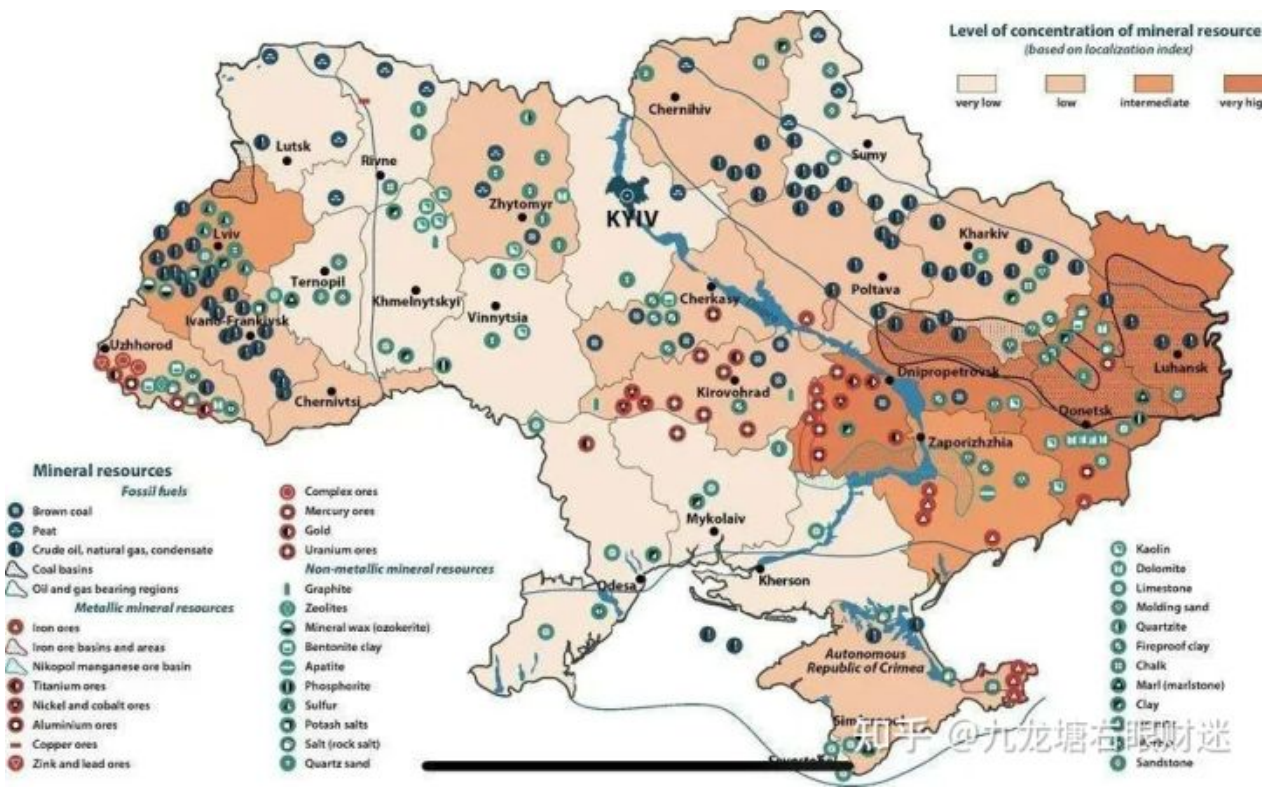 Level of concentration of mineral resource
(based on localization index)
very low
low
intermediate
very hig
Chernihiv
Sumy
Lutsk
Rivne
Zhytomyr
KYIV
Lviv
Kharkiv
Ternopil
Khmelnytskyi
Cherkasy
Poltava
Vinnytsia
Ivano-Frankivsk
Uzhhorod
Chernivtsi
Kirovohrad
Dnipropetrovsk
Luhansk
Donetsk
Zaporizhzhia
Mykolaiv
Odesa
Kherson
Autonomous
Republic of Crimea
Mineral resources
Fossil fuels
Brown coal
Peat
Crude oil, natural gas, condensate
Coal basins
Oil and gas bearing regions
Metallic mineral resources
Iron ores
Iron ore basins and areas
Nikopol manganese ore basin
Titanium ores
Nickel and cobalt ores
Aluminium ores
Copper ores
Zink and lead ores
Complex ores
Mercury ores
Gold
Uranium ores
Non-metallic mineral resources
Graphite
Zeolites
Mineral wax (ozokerite)
Bentonite clay
Apatite
Phosphorite
Sulfur
Potash salts
Salt (rock salt)
Quartz sand
Kaolin
Dolomite
Limestone
Molding sand
Quartzite
Fireproof clay
Chalk
Marl (marlstone)
Clay
Sandstone
知乎 @九龙塘右眼财迷